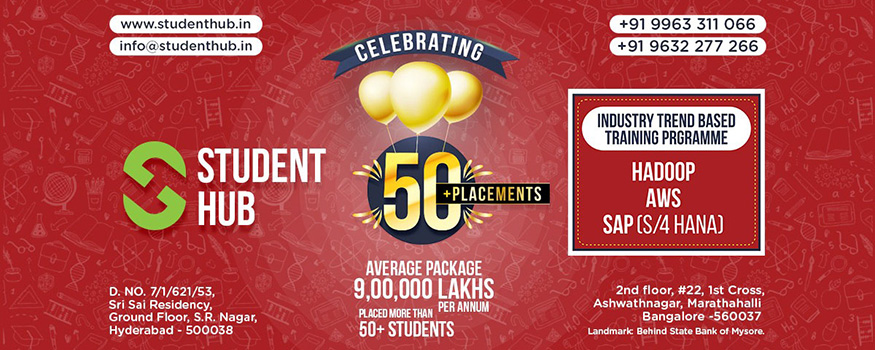 www.studenthub.in
info@studenthub.in
+91 9963 311 066
+91 9632 277 266
CELEBRATING
50
+PLACEMENTS
STUDENT
HUB
INDUSTRY TREND BASED
TRAINING PRGRAMME
HADOOP
AWS
SAP (S/4 HANA)
AVERAGE PACKAGE
9,00,000 LAKHS
PER ANNUM
PLACED MORE THAN
50+ STUDENTS
D. NO. 7/1/621/53,
Sri Sai Residency,
Ground Floor, S.R. Nagar,
Hyderabad - 500038
2nd floor, #22, 1st Cross,
Ashwathnagar, Marathahalli
Bangalore -560037
Landmark: Behind State Bank of Mysore.